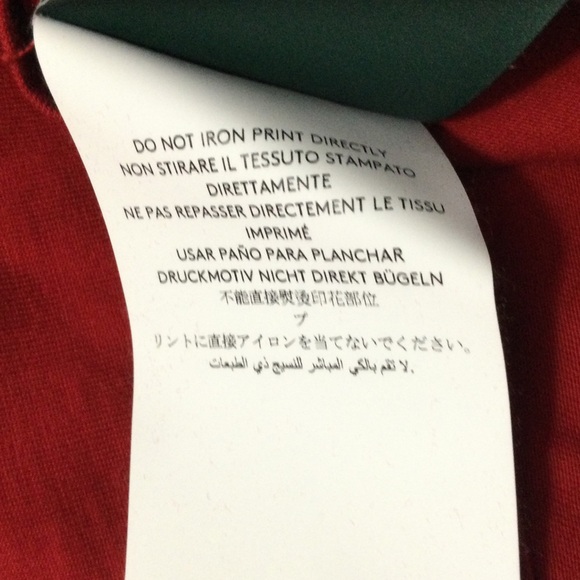 DO NOT IRON PRINT DIRECTLY
NON STIRARE IL TESSUTO STAMPATO
DIRETTAMENTE
NE PAS REPASSER DIRECTEMENT LE TISSU
IMPRIMÉ
USAR PAÑO PARA PLANCHAR
DRUCKMOTIV NICHT DIREKT BÜGELN
不能直接熨烫印花部位
プ
リントに直接アイロンを当てないでください。
لا تقم بالكي المباشر للنسيج ذي الطبعات.